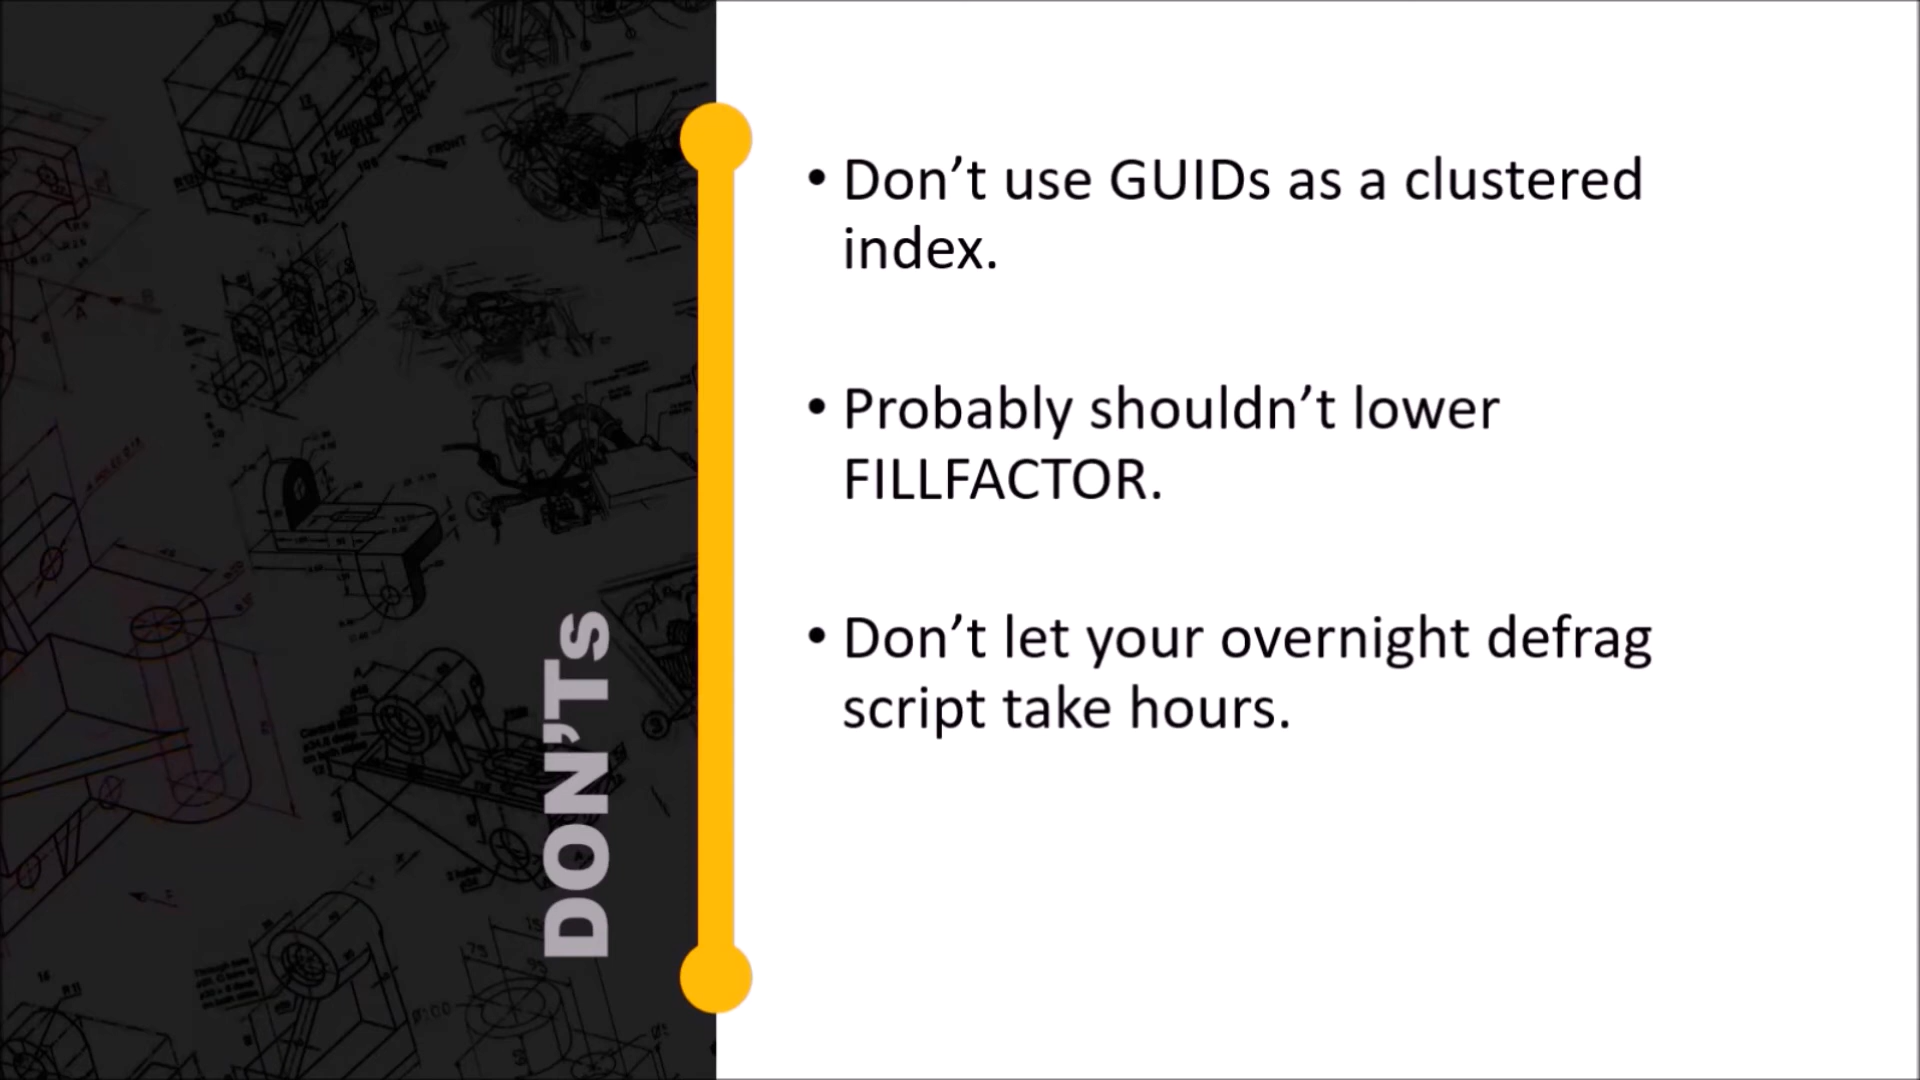 DON'Ts
• Don't use GUIDs as a clustered
index.
• Probably shouldn't lower
FILLFACTOR.
• Don't let your overnight defrag
script take hours.
FRONT